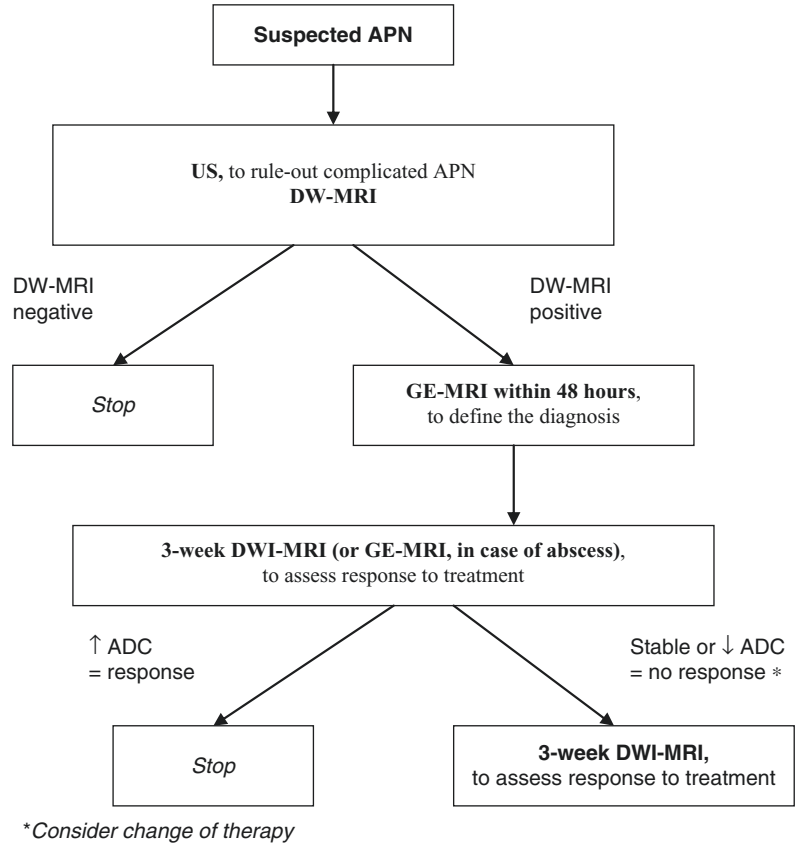 Suspected APN
US, to rule-out complicated APN
DW-MRI
DW-MRI
negative
DW-MRI
positive
Stop
GE-MRI within 48 hours,
to define the diagnosis
3-week DWI-MRI (or GE-MRI, in case of abscess),
to assess response to treatment
↑ ADC
= response
Stable or ↓ ADC
= no response *
Stop
3-week DWI-MRI,
to assess response to treatment
*Consider change of therapy